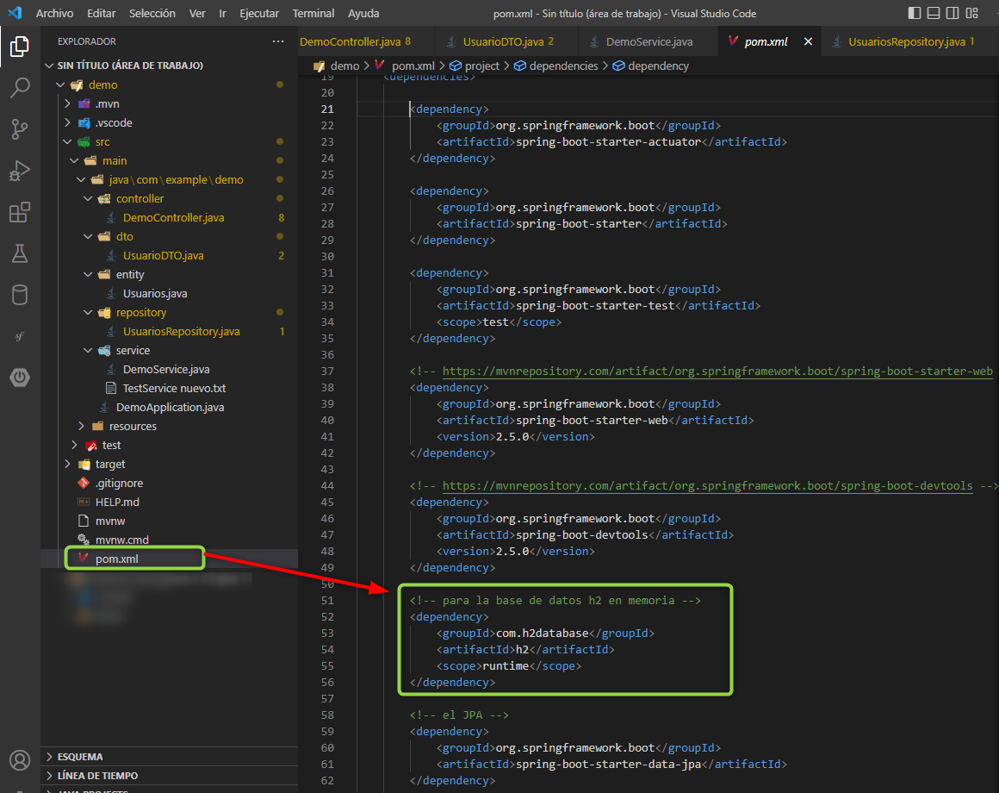 Archivo Editar Selección Ver Ir Ejecutar Terminal Ayuda
pom.xml - Sin título (área de trabajo) - Visual Studio Code
EXPLORADOR
SIN TÍTULO (ÁREA DE TRABAJO)
demo
.mvn
.vscode
src
main
java\com\example\demo
controller
DemoController.java 8
dto
UsuarioDTO.java 2
entity
Usuarios.java
repository
UsuariosRepository.java 1
service
DemoService.java
TestService nuevo.txt
DemoApplication.java
resources
test
target
.gitignore
HELP.md
mvnw
mvnw.cmd
pom.xml
ESQUEMA
LÍNEA DE TIEMPO
JAVA PROJECTS
DemoController.java 8 UsuarioDTO.java 2 DemoService.java pom.xml UsuariosRepository.java 1
demo > pom.xml > project > dependencies > dependency
19 <dependencies>
20
21 <dependency>
22 <groupId>org.springframework.boot</groupId>
23 <artifactId>spring-boot-starter-actuator</artifactId>
24 </dependency>
25
26 <dependency>
27 <groupId>org.springframework.boot</groupId>
28 <artifactId>spring-boot-starter</artifactId>
29 </dependency>
30
31 <dependency>
32 <groupId>org.springframework.boot</groupId>
33 <artifactId>spring-boot-starter-test</artifactId>
34 <scope>test</scope>
35 </dependency>
36
37 <!-- https://mvnrepository.com/artifact/org.springframework.boot/spring-boot-starter-web
38 <dependency>
39 <groupId>org.springframework.boot</groupId>
40 <artifactId>spring-boot-starter-web</artifactId>
41 <version>2.5.0</version>
42 </dependency>
43
44 <!-- https://mvnrepository.com/artifact/org.springframework.boot/spring-boot-devtools -->
45 <dependency>
46 <groupId>org.springframework.boot</groupId>
47 <artifactId>spring-boot-devtools</artifactId>
48 <version>2.5.0</version>
49 </dependency>
50
51 <!-- para la base de datos h2 en memoria -->
52 <dependency>
53 <groupId>com.h2database</groupId>
54 <artifactId>h2</artifactId>
55 <scope>runtime</scope>
56 </dependency>
57
58 <!-- el JPA -->
59 <dependency>
60 <groupId>org.springframework.boot</groupId>
61 <artifactId>spring-boot-starter-data-jpa</artifactId>
62 </dependency>